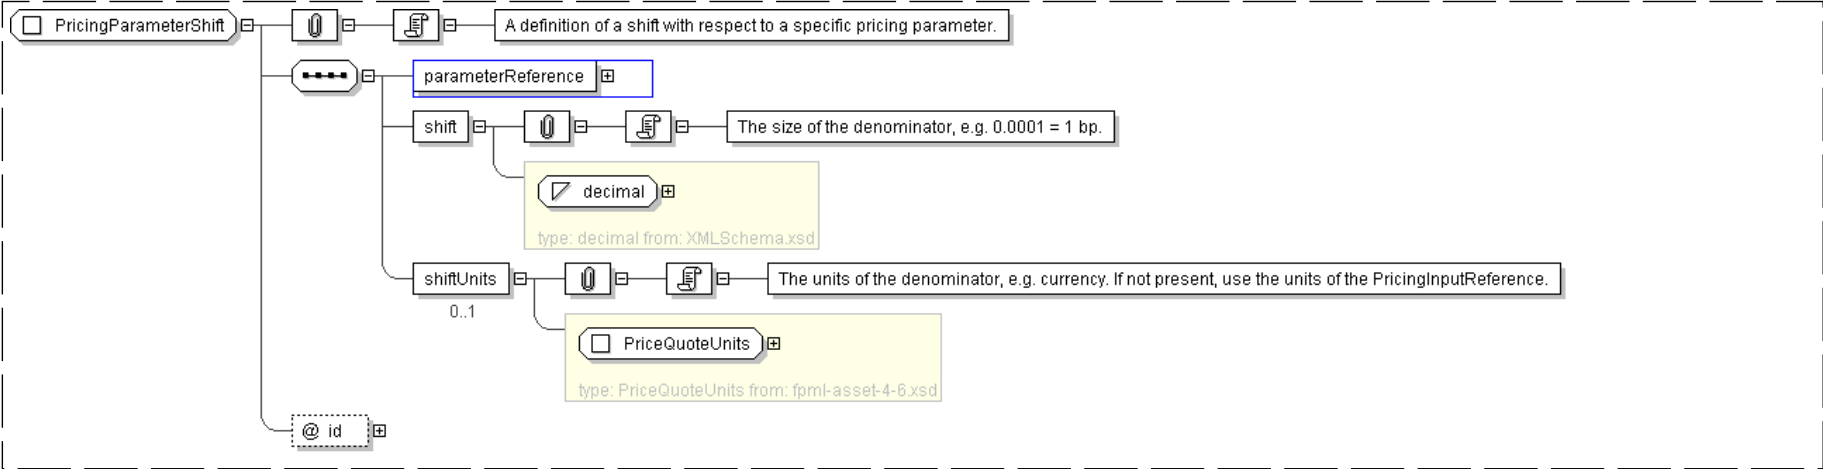 PricingParameterShift
A definition of a shift with respect to a specific pricing parameter.
parameterReference
shift
The size of the denominator, e.g. 0.0001 = 1 bp.
decimal
type: decimal from: XMLSchema.xsd
shiftUnits
The units of the denominator, e.g. currency. If not present, use the units of the PricingInputReference.
0..1
PriceQuoteUnits
type: PriceQuoteUnits from: fpml-asset-4-6.xsd
@ id